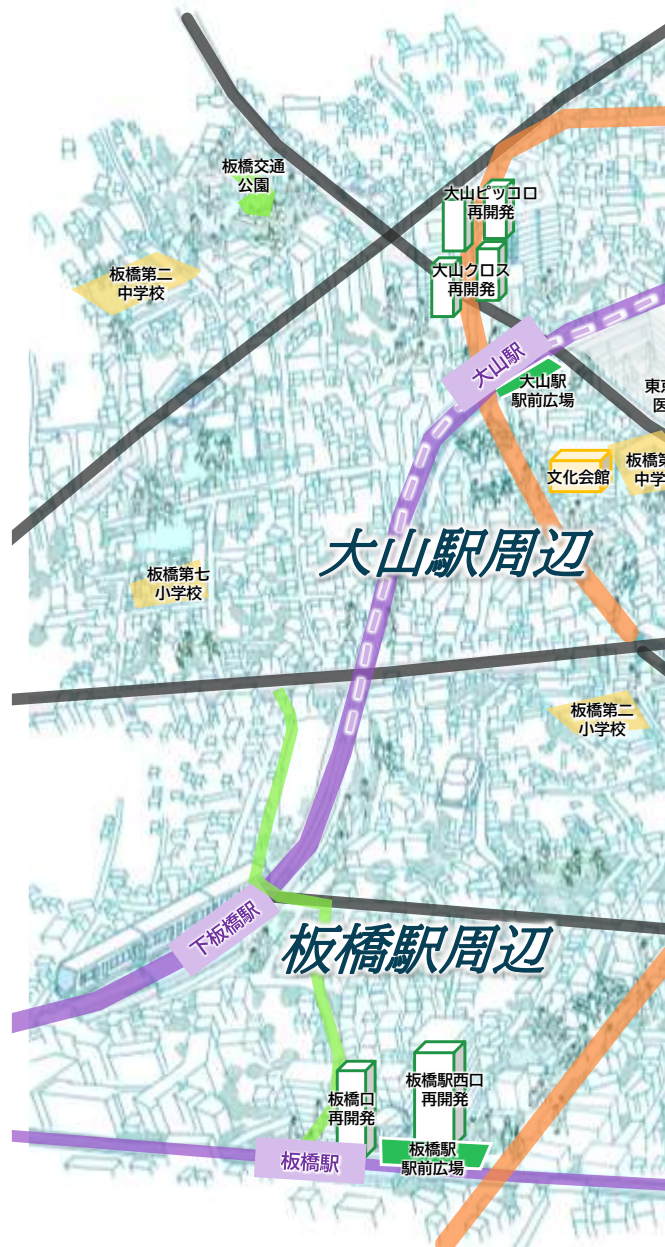 板橋交通
公園
大山ピッコロ
再開発
板橋第二
中学校
大山クロス
再開発
大山駅
大山駅
駅前広場
東京
医
文化会館
板橋第
中学
大山駅周辺
板橋第七
小学校
板橋第二
小学校
下板橋駅
板橋駅周辺
板橋口
再開発
板橋駅西口
再開発
板橋駅
板橋駅
駅前広場